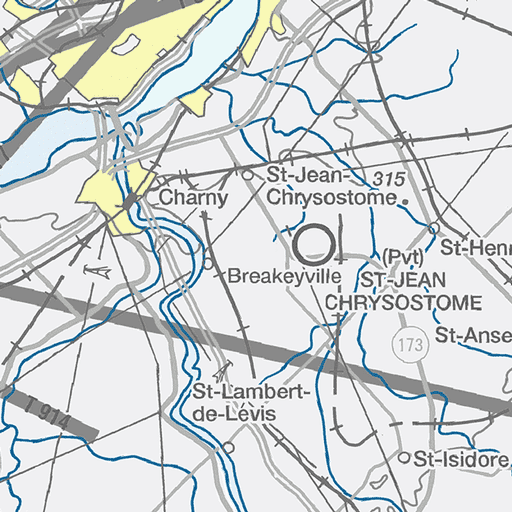 St-Jean-
Chrysostome
315
Charny
St-Henr
(Pvt)
Breakeyville
ST-JEAN
CHRYSOSTOME
173
St-Anse
St-Lambert-
de-Lévis
T 914
St-Isidore